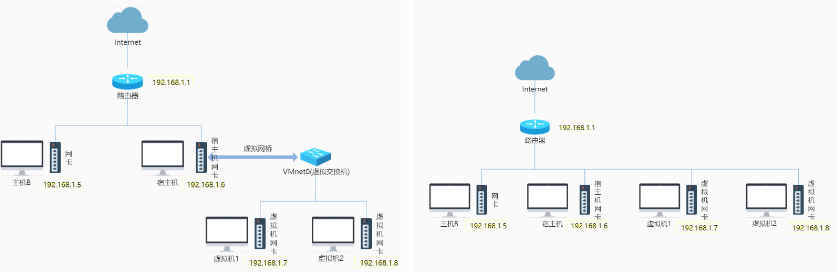 Internet
192.168.1.1
路由器
网卡
宿主机网卡
虚拟网桥
VMnet0(虚拟交换机)
主机B
192.168.1.5
宿主机
192.168.1.6
虚拟机网卡
虚拟机网卡
虚拟机1
192.168.1.7
虚拟机2
192.168.1.8
Internet
192.168.1.1
路由器
网卡
宿主机网卡
虚拟机网卡
虚拟机网卡
主机B
192.168.1.5
宿主机
192.168.1.6
虚拟机1
192.168.1.7
虚拟机2
192.168.1.8